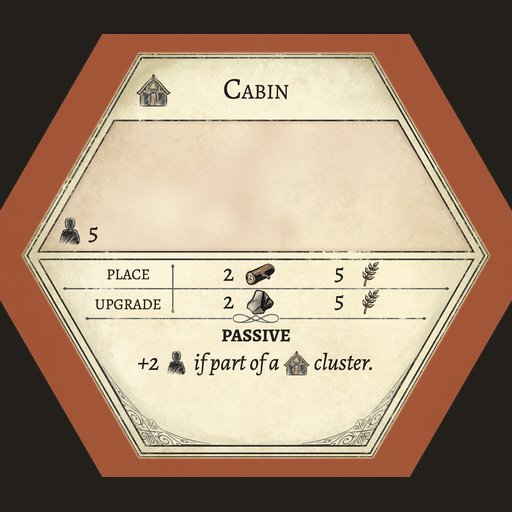 Cabin
5
PLACE 2 5
UPGRADE 2 5
PASSIVE
+2 if part of a cluster.